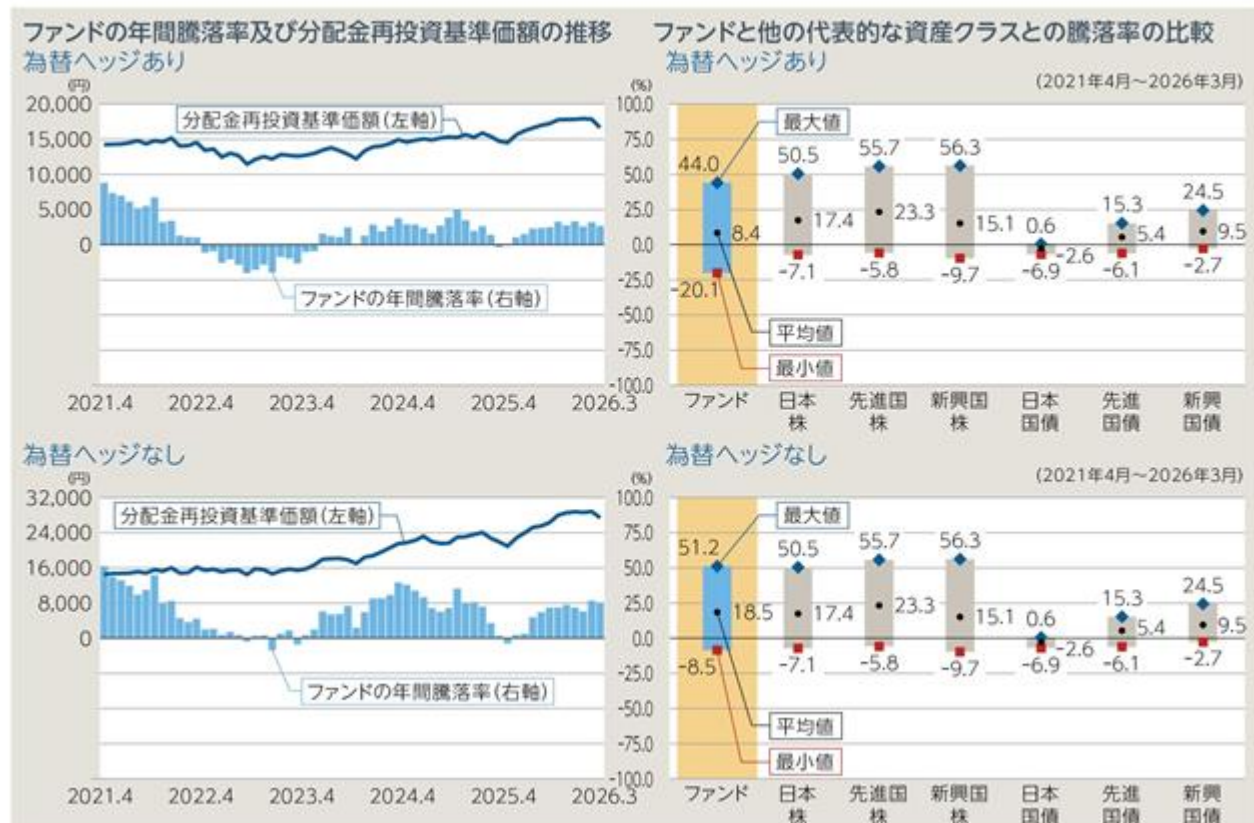 ファンドの年間騰落率及び分配金再投資基準価額の推移
為替ヘッジあり
(円)
(%)
20,000
15,000
10,000
5,000
0
100.0
75.0
50.0
25.0
0.0
-25.0
-50.0
-75.0
-100.0
分配金再投資基準価額(左軸)
ファンドの年間騰落率(右軸)
2021.4 2022.4 2023.4 2024.4 2025.4 2026.3
ファンドと他の代表的な資産クラスとの騰落率の比較
為替ヘッジあり
(2021年4月~2026年3月)
最大値
44.0 50.5 55.7 56.3 0.6 15.3 24.5
8.4 17.4 23.3 15.1 -2.6 5.4 9.5
-20.1 -7.1 -5.8 -9.7 -6.9 -6.1 -2.7
平均値
最小値
ファンド 日本株 先進国株 新興国株 日本国債 先進国債 新興国債
為替ヘッジなし
(円)
(%)
32,000
24,000
16,000
8,000
0
100.0
75.0
50.0
25.0
0.0
-25.0
-50.0
-75.0
-100.0
分配金再投資基準価額(左軸)
ファンドの年間騰落率(右軸)
2021.4 2022.4 2023.4 2024.4 2025.4 2026.3
為替ヘッジなし
(2021年4月~2026年3月)
最大値
51.2 50.5 55.7 56.3 0.6 15.3 24.5
18.5 17.4 23.3 15.1 -2.6 5.4 9.5
-8.5 -7.1 -5.8 -9.7 -6.9 -6.1 -2.7
平均値
最小値
ファンド 日本株 先進国株 新興国株 日本国債 先進国債 新興国債